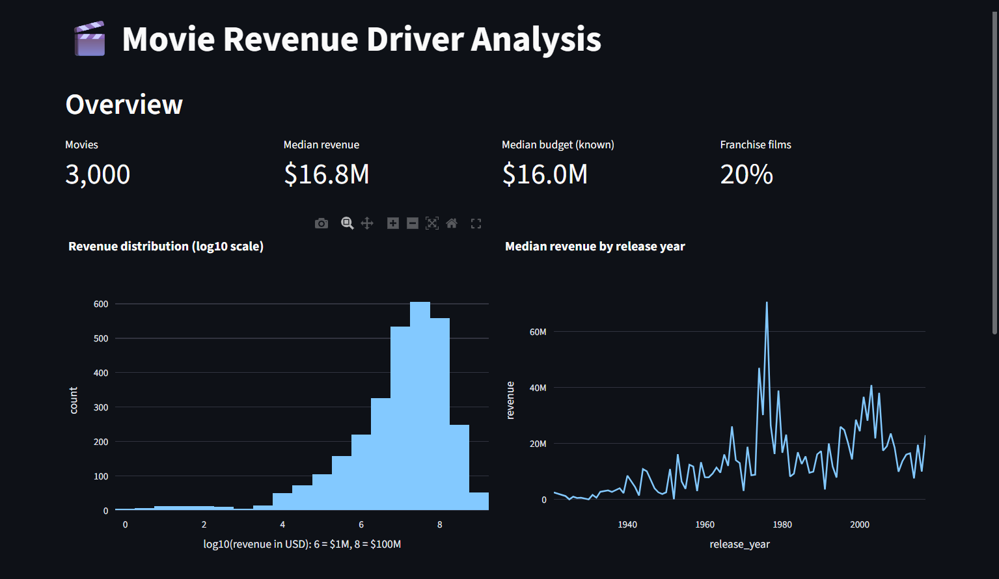 Movie Revenue Driver Analysis
Overview
Movies
3,000
Median revenue
$16.8M
Median budget (known)
$16.0M
Franchise films
20%
Revenue distribution (log10 scale)
600
500
400
300
200
100
0
count
0 2 4 6 8
log10(revenue in USD): 6 = $1M, 8 = $100M
Median revenue by release year
60M
40M
20M
0
revenue
1940 1960 1980 2000
release_year